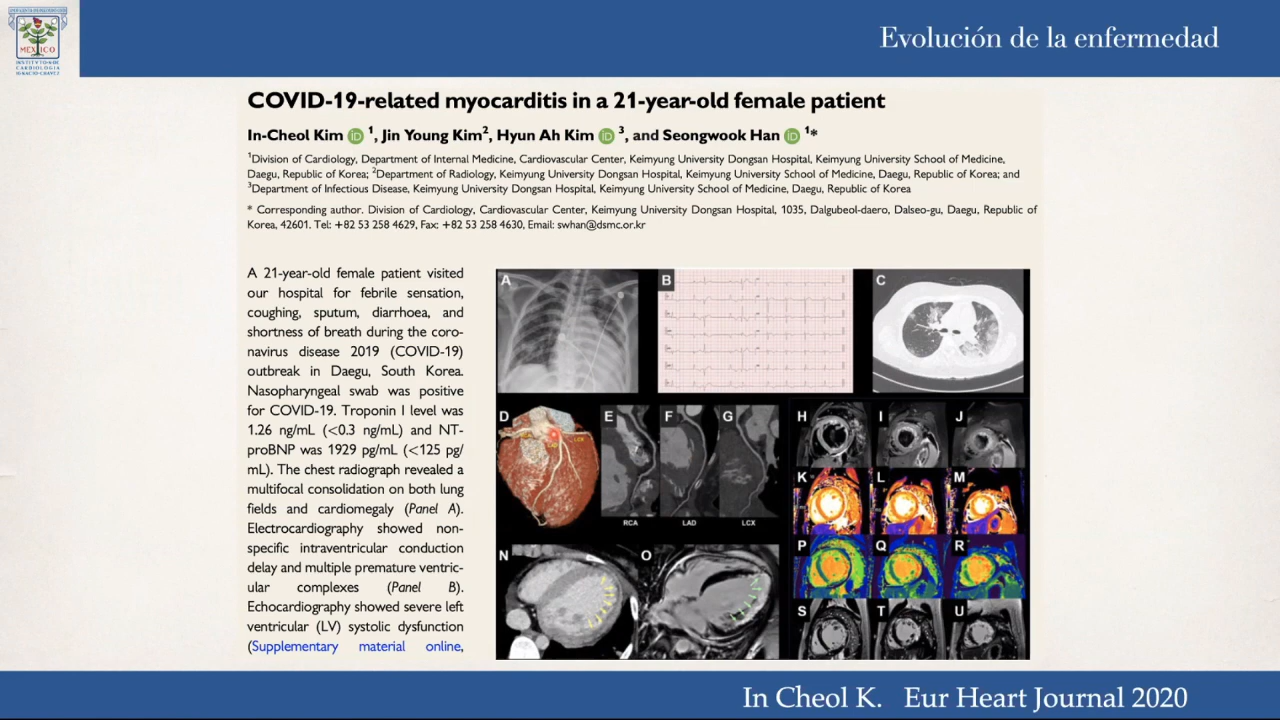 MEXICO
INSTITVTO·N·DE
CARDIOLOGIA
IGNACIO·CHAVEZ
Evolución de la enfermedad
COVID-19-related myocarditis in a 21-year-old female patient
In-Cheol Kim iD 1, Jin Young Kim2, Hyun Ah Kim iD 3, and Seongwook Han iD 1*
1Division of Cardiology, Department of Internal Medicine, Cardiovascular Center, Keimyung University Dongsan Hospital, Keimyung University School of Medicine,
Daegu, Republic of Korea; 2Department of Radiology, Keimyung University Dongsan Hospital, Keimyung University School of Medicine, Daegu, Republic of Korea; and
3Department of Infectious Disease, Keimyung University Dongsan Hospital, Keimyung University School of Medicine, Daegu, Republic of Korea
* Corresponding author. Division of Cardiology, Cardiovascular Center, Keimyung University Dongsan Hospital, 1035, Dalgubeol-daero, Dalseo-gu, Daegu, Republic of
Korea, 42601. Tel: +82 53 258 4629, Fax: +82 53 258 4630, Email: swhan@dsmc.or.kr
A 21-year-old female patient visited
our hospital for febrile sensation,
coughing, sputum, diarrhoea, and
shortness of breath during the coro-
navirus disease 2019 (COVID-19)
outbreak in Daegu, South Korea.
Nasopharyngeal swab was positive
for COVID-19. Troponin I level was
1.26 ng/mL (<0.3 ng/mL) and NT-
proBNP was 1929 pg/mL (<125 pg/
mL). The chest radiograph revealed a
multifocal consolidation on both lung
fields and cardiomegaly (Panel A).
Electrocardiography showed non-
specific intraventricular conduction
delay and multiple premature ventric-
ular complexes (Panel B).
Echocardiography showed severe left
ventricular (LV) systolic dysfunction
(Supplementary material online,
A B C
D E F G H I J
K L M
RCA LAD LCX
N O P Q R
S T U
In Cheol K. Eur Heart Journal 2020